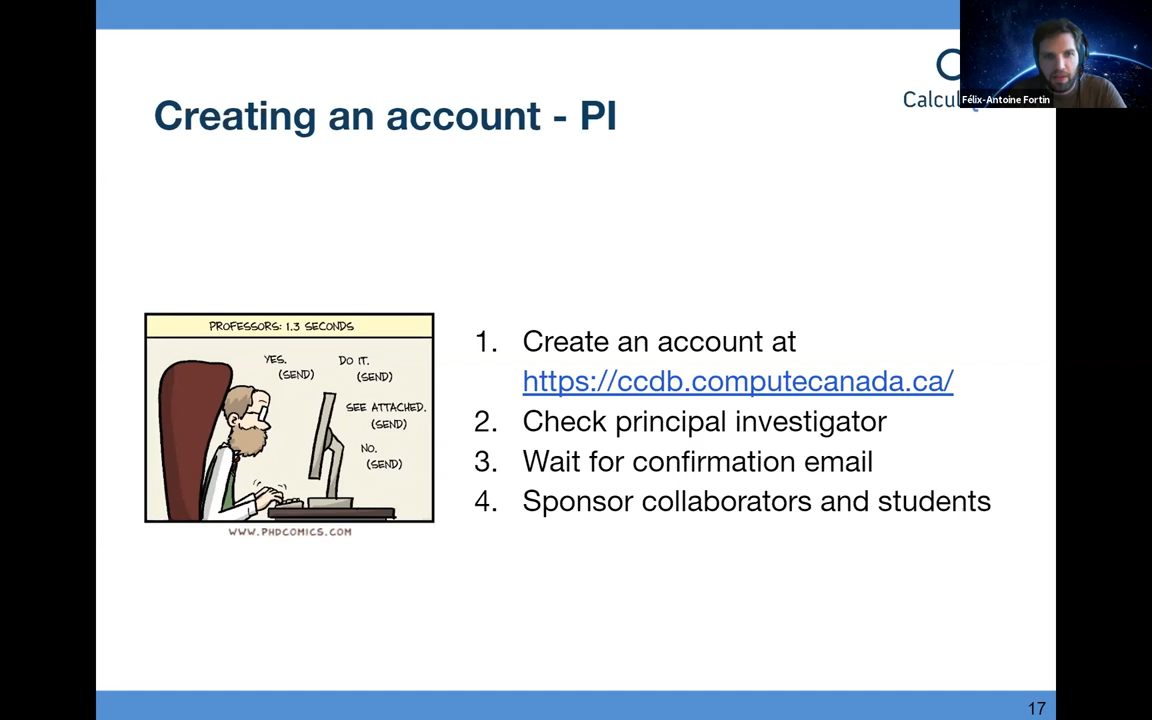 Félix-Antoine Fortin
Creating an account - PI
PROFESSORS: 1.3 SECONDS
YES.
(SEND)
DO IT.
(SEND)
SEE ATTACHED.
(SEND)
NO.
(SEND)
WWW.PHDCOMICS.COM
1. Create an account at
https://ccdb.computecanada.ca/
2. Check principal investigator
3. Wait for confirmation email
4. Sponsor collaborators and students
17